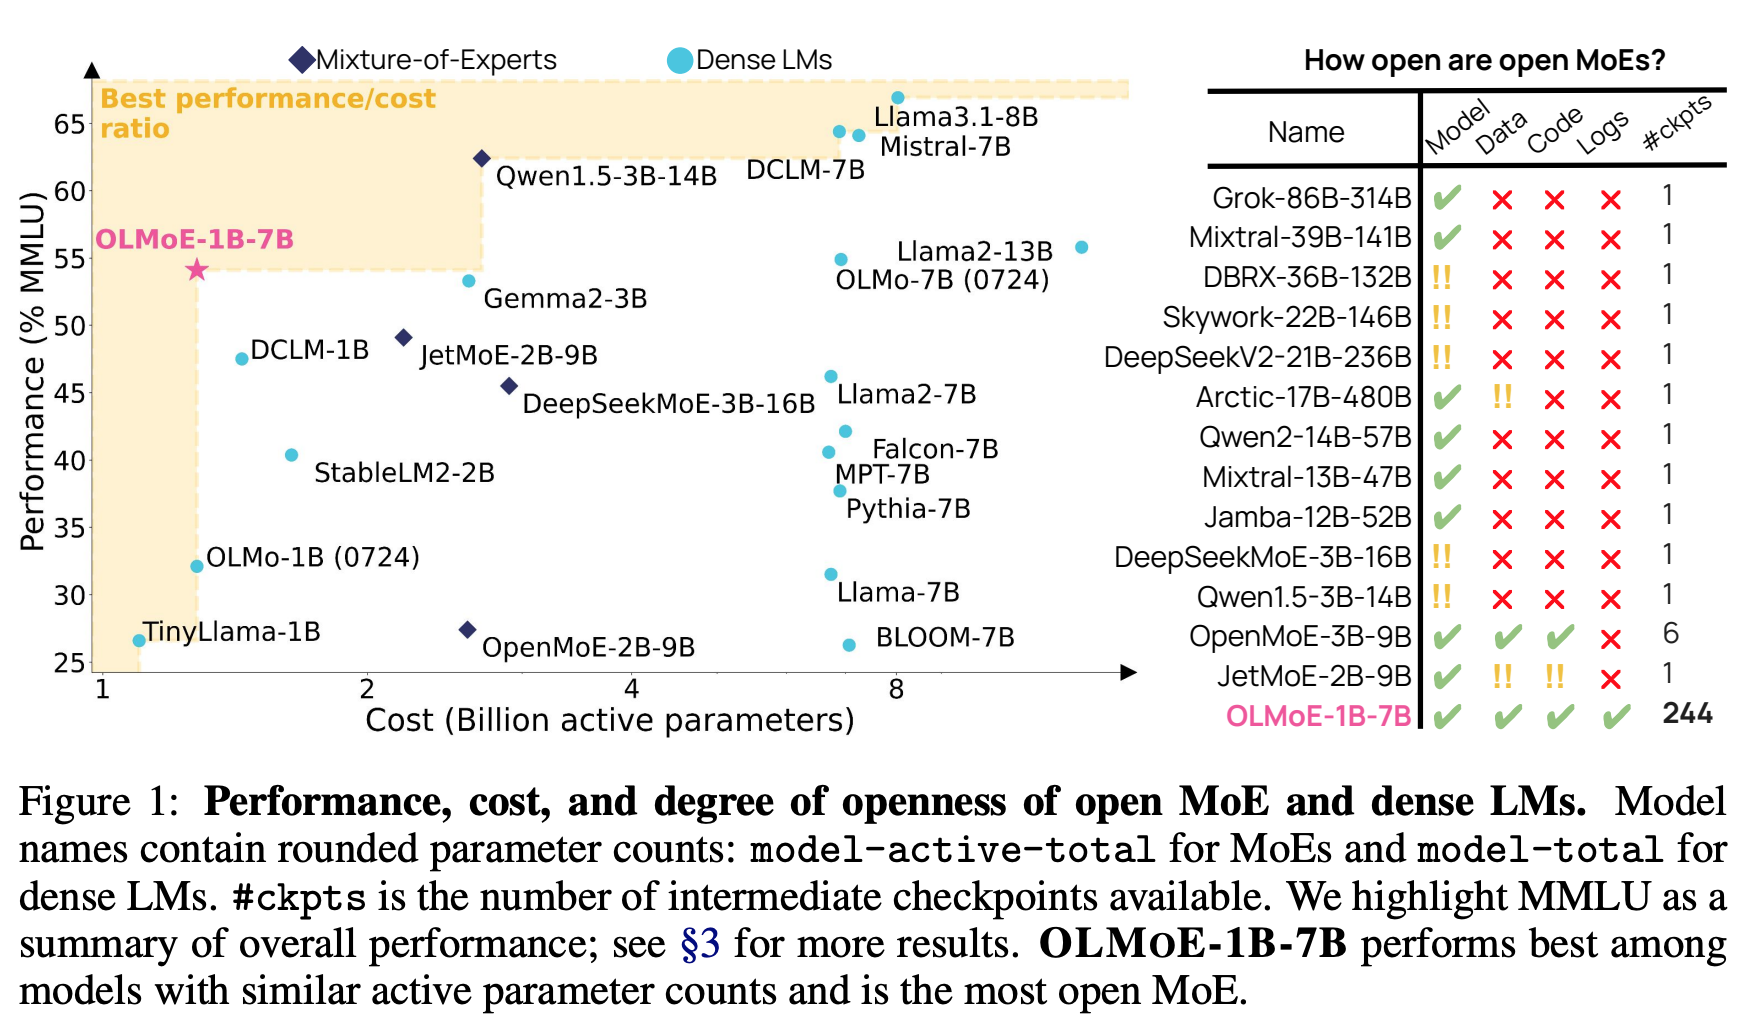 Mixture-of-Experts
Dense LMs
Best performance/cost
ratio
Performance (% MMLU)
65
60
55
50
45
40
35
30
25
1
2
4
8
Cost (Billion active parameters)
Llama3.1-8B
Mistral-7B
DCLM-7B
Qwen1.5-3B-14B
OLMoE-1B-7B
Llama2-13B
OLMo-7B (0724)
Gemma2-3B
DCLM-1B
JetMoE-2B-9B
DeepSeekMoE-3B-16B
Llama2-7B
Falcon-7B
StableLM2-2B
MPT-7B
Pythia-7B
OLMo-1B (0724)
Llama-7B
TinyLlama-1B
OpenMoE-2B-9B
BLOOM-7B
How open are open MoEs?
Name Model Data Code Logs #ckpts
Grok-86B-314B ✔ ✕ ✕ ✕ 1
Mixtral-39B-141B ✔ ✕ ✕ ✕ 1
DBRX-36B-132B !! ✕ ✕ ✕ 1
Skywork-22B-146B !! ✕ ✕ ✕ 1
DeepSeekV2-21B-236B !! ✕ ✕ ✕ 1
Arctic-17B-480B ✔ !! ✕ ✕ 1
Qwen2-14B-57B ✔ ✕ ✕ ✕ 1
Mixtral-13B-47B ✔ ✕ ✕ ✕ 1
Jamba-12B-52B ✔ ✕ ✕ ✕ 1
DeepSeekMoE-3B-16B !! ✕ ✕ ✕ 1
Qwen1.5-3B-14B !! ✕ ✕ ✕ 1
OpenMoE-3B-9B ✔ ✔ ✔ ✕ 6
JetMoE-2B-9B ✔ !! !! ✕ 1
OLMoE-1B-7B ✔ ✔ ✔ ✔ 244
Figure 1: Performance, cost, and degree of openness of open MoE and dense LMs. Model
names contain rounded parameter counts: model-active-total for MoEs and model-total for
dense LMs. #ckpts is the number of intermediate checkpoints available. We highlight MMLU as a
summary of overall performance; see §3 for more results. OLMOE-1B-7B performs best among
models with similar active parameter counts and is the most open MoE.